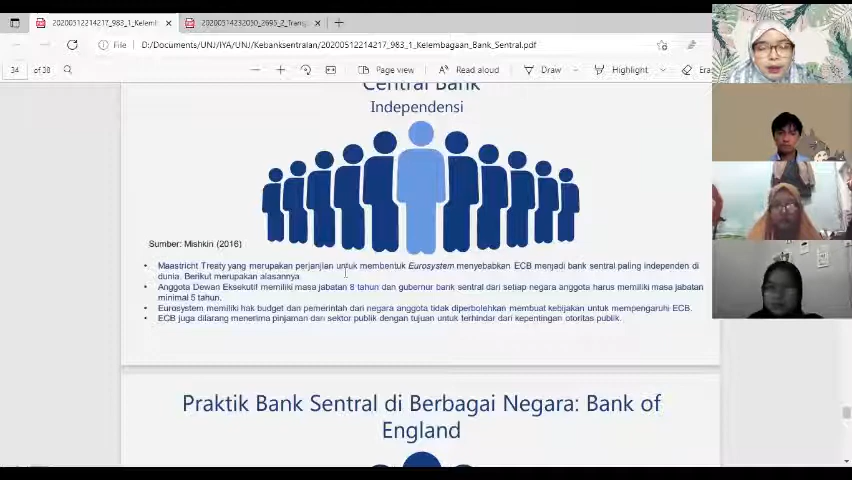 20200512214217_983_1_Kelemb
20200514232030_2695_2_Trans
File
D:/Documents/UNJ/IYA/UNJ/Kebanksentralan/20200512214217_983_1_Kelembagaan_Bank_Sentral.pdf
34 of 38
Page view
Read aloud
Draw
Highlight
Eras
Central Bank
Independensi
Sumber: Mishkin (2016)
• Maastricht Treaty yang merupakan perjanjian untuk membentuk Eurosystem menyebabkan ECB menjadi bank sentral paling independen di
dunia. Berikut merupakan alasannya.
• Anggota Dewan Eksekutif memiliki masa jabatan 8 tahun dan gubernur bank sentral dari setiap negara anggota harus memiliki masa jabatan
minimal 5 tahun.
• Eurosystem memiliki hak budget dan pemerintah dari negara anggota tidak diperbolehkan membuat kebijakan untuk mempengaruhi ECB.
• ECB juga dilarang menerima pinjaman dari sektor publik dengan tujuan untuk terhindar dari kepentingan otoritas publik.
Praktik Bank Sentral di Berbagai Negara: Bank of
England